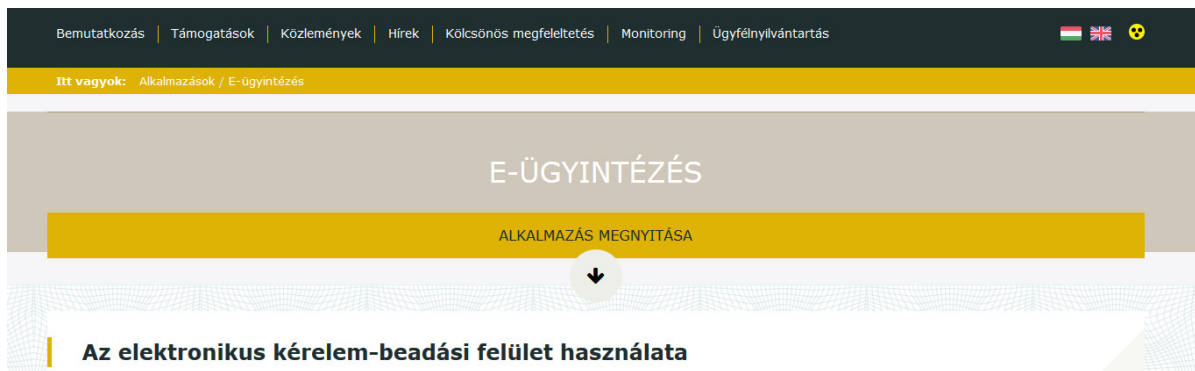 Bemutatkozás | Támogatások | Közlemények | Hírek | Kölcsönös megfeleltetés | Monitoring | Ügyfélnyilvántartás
Itt vagyok: Alkalmazások / E-ügyintézés
E-ÜGYINTÉZÉS
ALKALMAZÁS MEGNYITÁSA
Az elektronikus kérelem-beadási felület használata